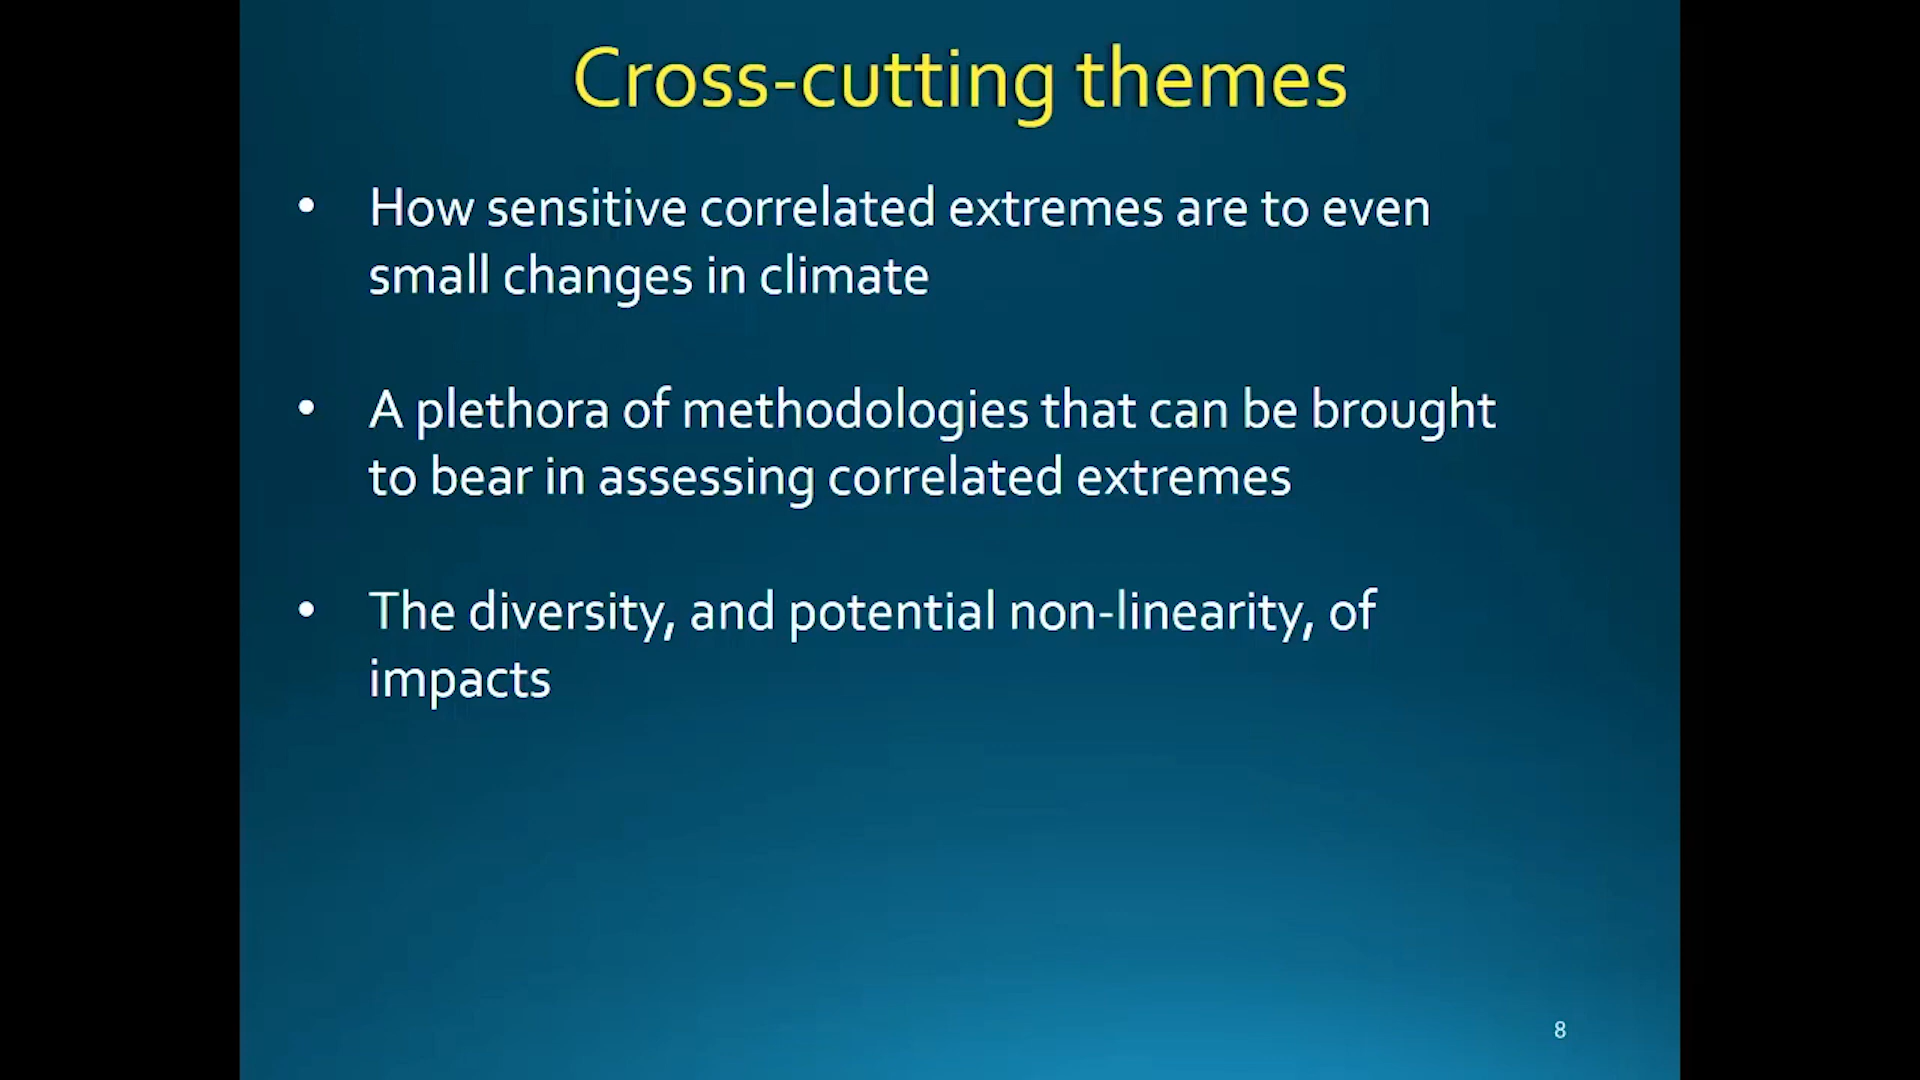 Cross-cutting themes
• How sensitive correlated extremes are to even
small changes in climate
• A plethora of methodologies that can be brought
to bear in assessing correlated extremes
• The diversity, and potential non-linearity, of
impacts
8